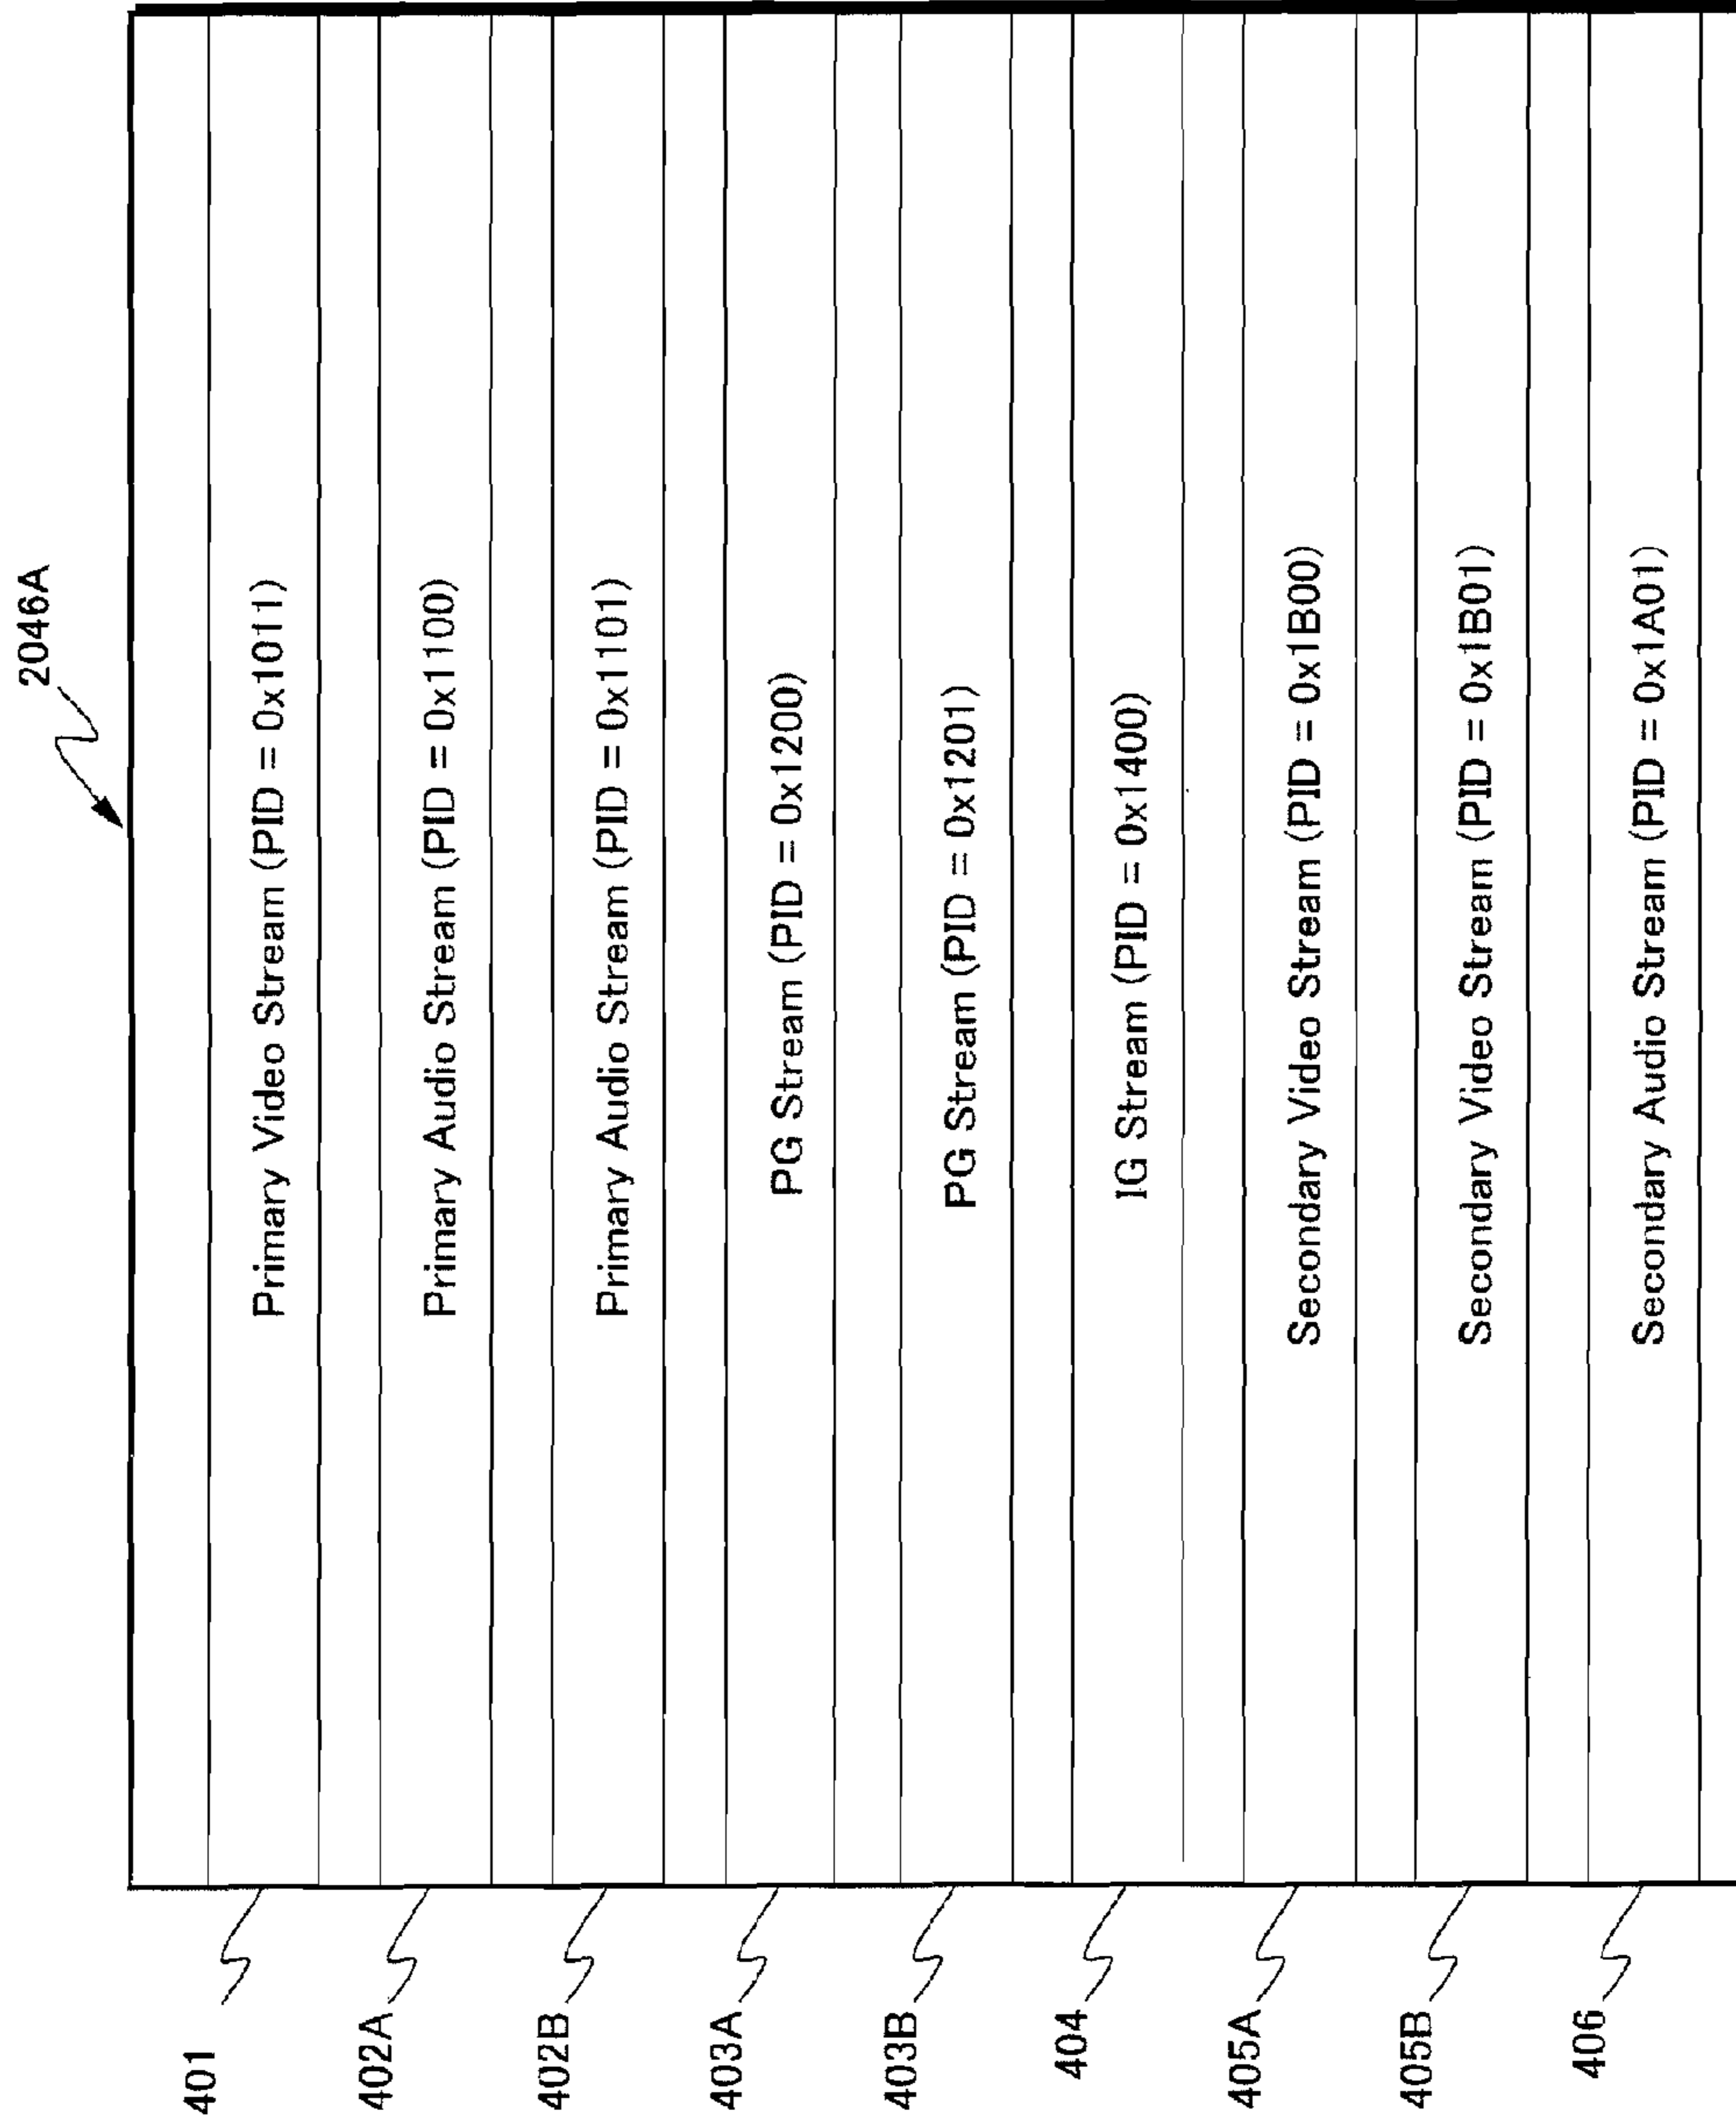 2046A
401 Primary Video Stream (PID = 0x1011)
402A Primary Audio Stream (PID = 0x1100)
402B Primary Audio Stream (PID = 0x1101)
403A PG Stream (PID = 0x1200)
403B PG Stream (PID = 0x1201)
404 IG Stream (PID = 0x1400)
405A Secondary Video Stream (PID = 0x1B00)
405B Secondary Video Stream (PID = 0x1B01)
406 Secondary Audio Stream (PID = 0x1A01)